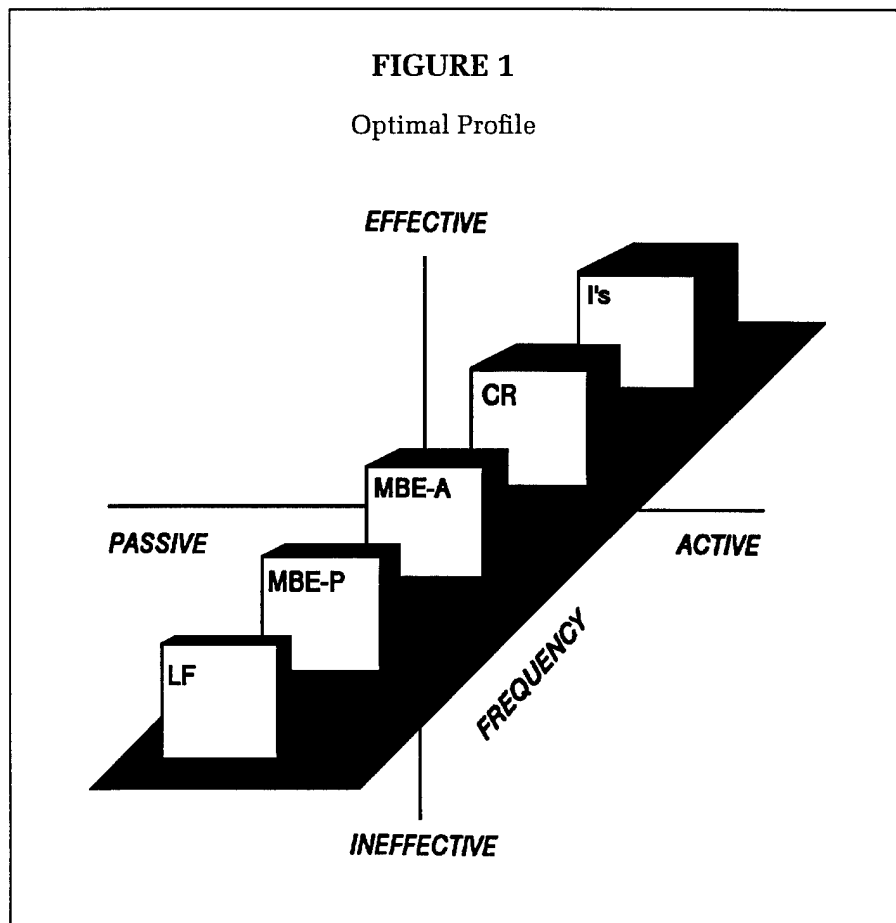 FIGURE 1
Optimal Profile
EFFECTIVE
I's
CR
MBE-A
PASSIVE
ACTIVE
MBE-P
FREQUENCY
LF
INEFFECTIVE